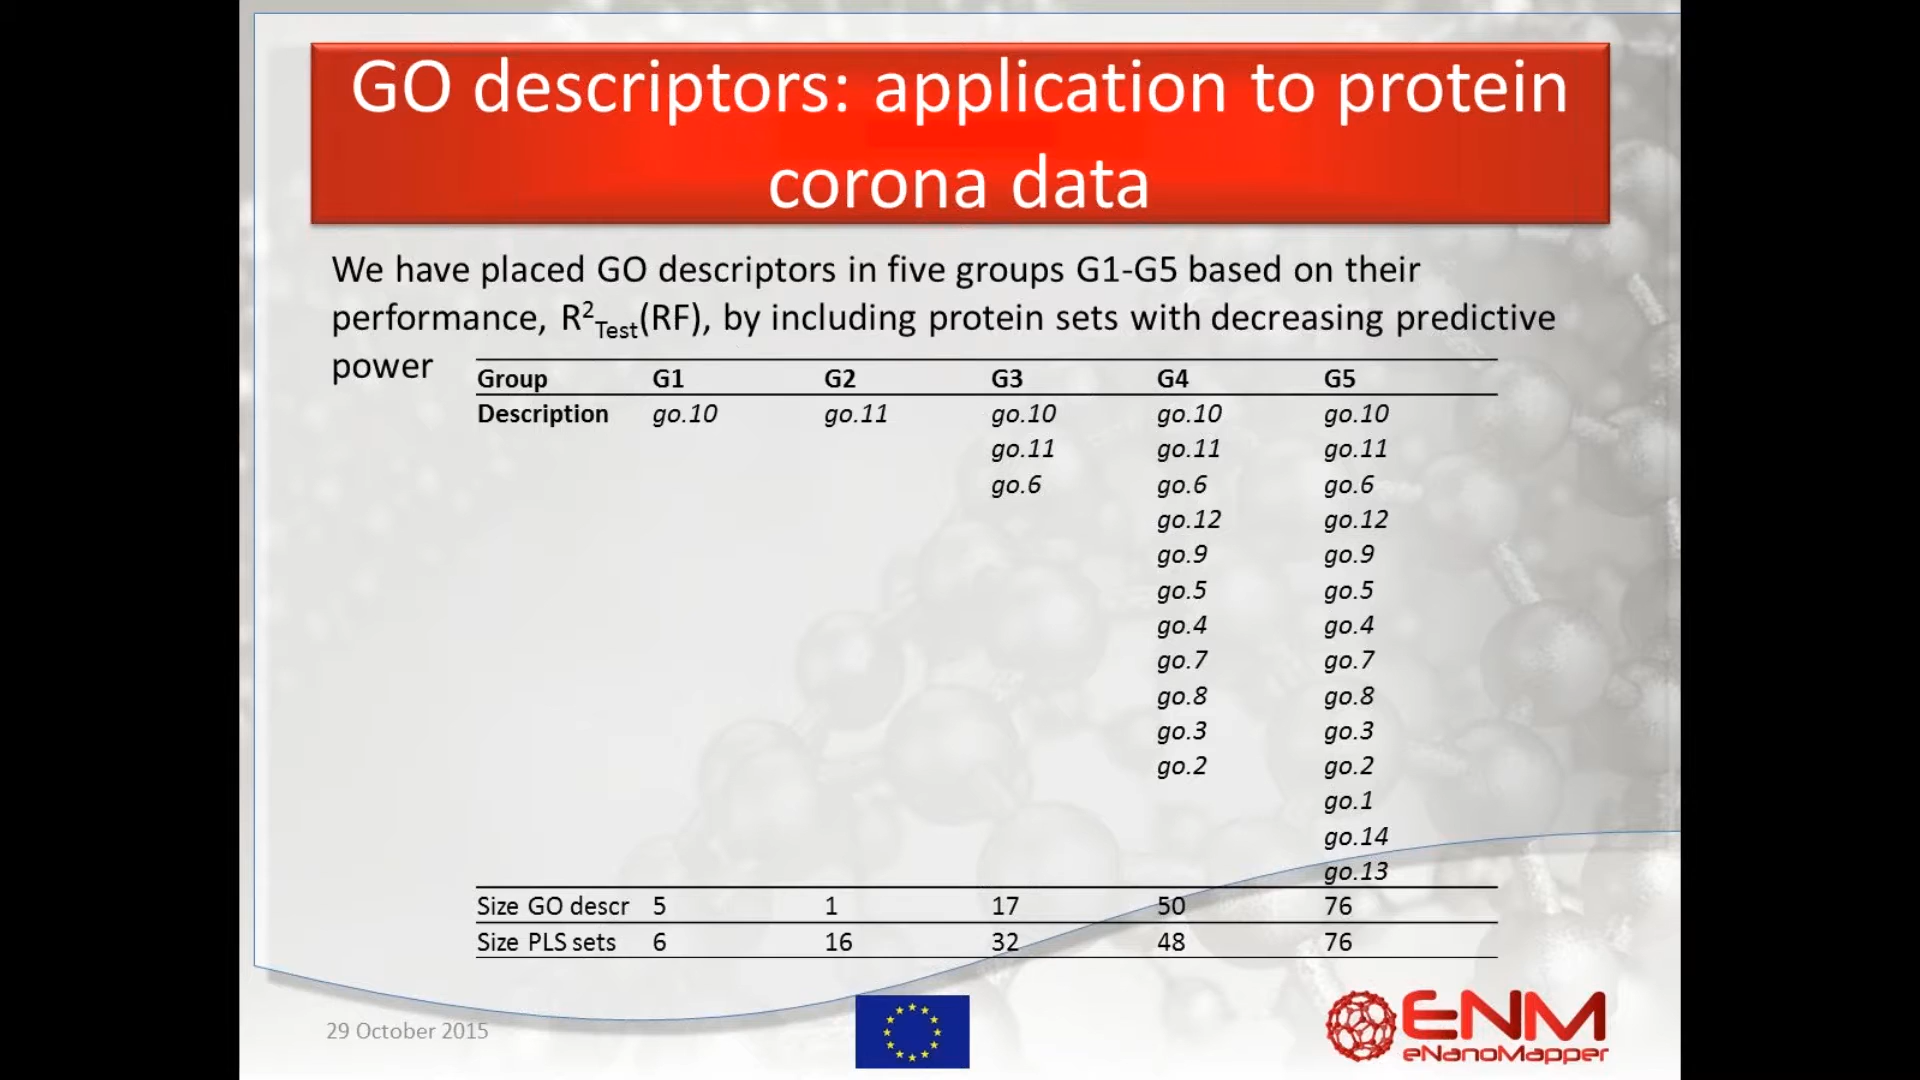 GO descriptors: application to protein
corona data
We have placed GO descriptors in five groups G1-G5 based on their
performance, R²Test(RF), by including protein sets with decreasing predictive
power
Group G1 G2 G3 G4 G5
Description go.10 go.11 go.10 go.10 go.10
go.11 go.11 go.11
go.6 go.6 go.6
go.12 go.12
go.9 go.9
go.5 go.5
go.4 go.4
go.7 go.7
go.8 go.8
go.3 go.3
go.2 go.2
go.1
go.14
go.13
Size GO descr 5 1 17 50 76
Size PLS sets 6 16 32 48 76
29 October 2015
ENM
eNanoMapper